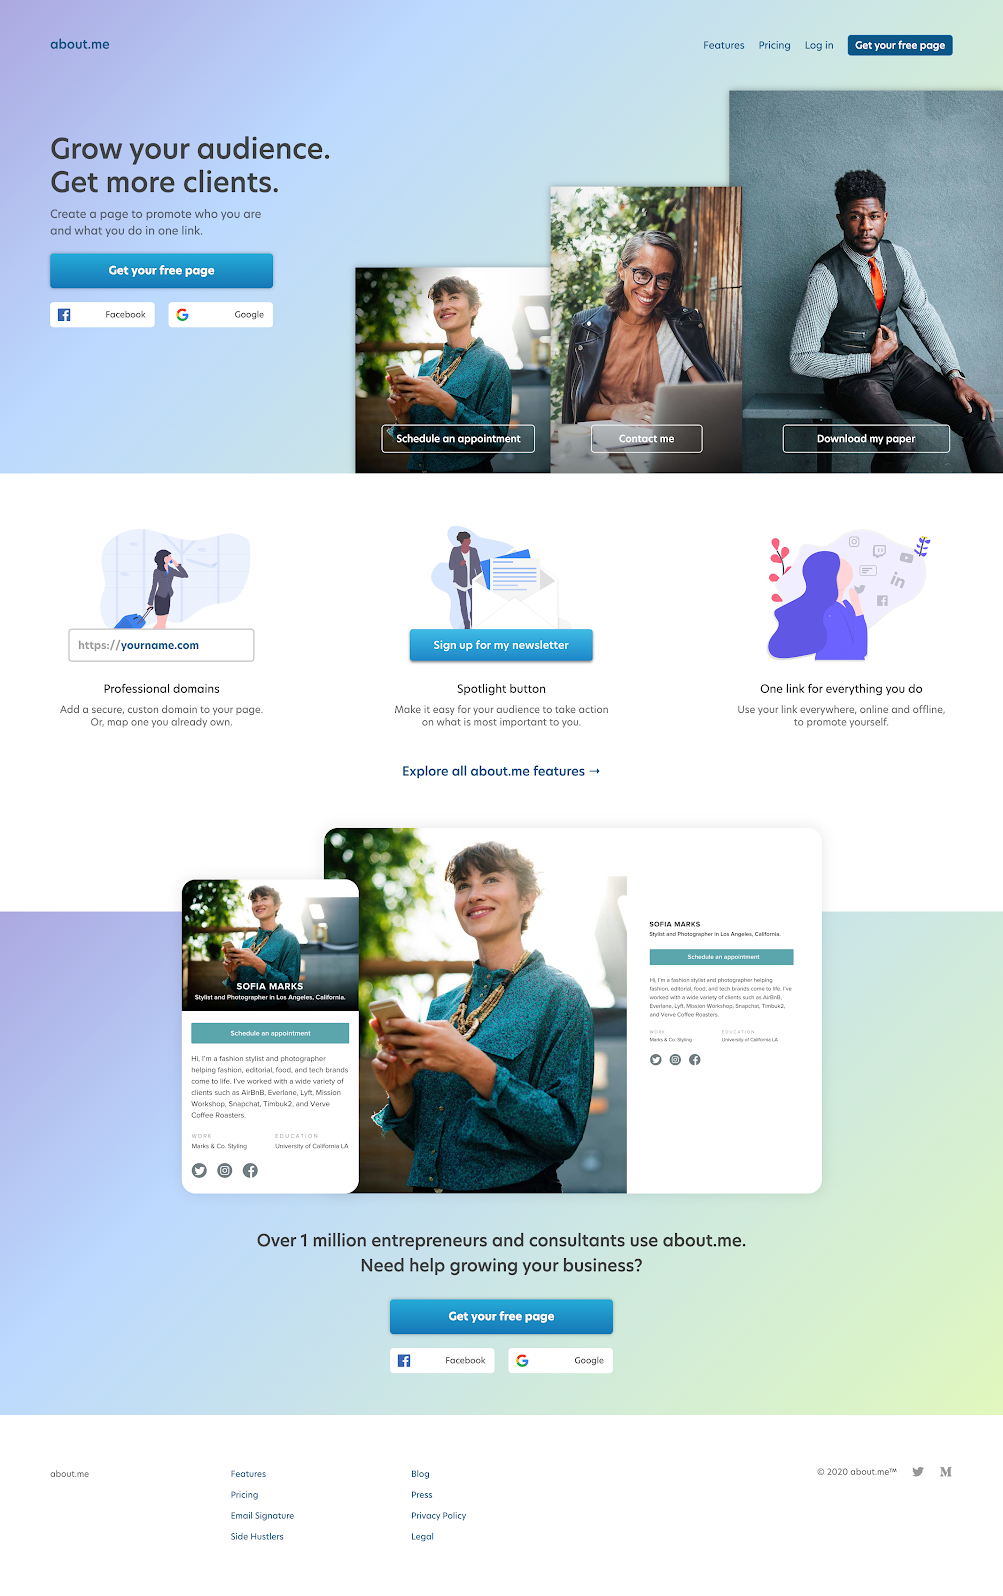 about.me
Features
Pricing
Log in
Get your free page
Grow your audience.
Get more clients.
Create a page to promote who you are
and what you do in one link.
Get your free page
Facebook
Google
Schedule an appointment
Contact me
Download my paper
https://yourname.com
Sign up for my newsletter
Professional domains
Add a secure, custon domain to your page.
Or, map one you already own.
Spotlight button
Make it easy for your audience to take action
on what is most important to you.
One link for everything you do
Use your link everywhere, online and offline,
to promote yourself.
Explore all about.me features →
SOFIA MARKS
Stylist and Photographer in Los Angeles, California.
Schedule an appointment
Hi, I'm a fashion stylist and photographer
helping fashion, editorial, food, and tech brands
come to life. I've worked with a wide variety of
clients such as AirBnB, Everlane, Lyft, Mission
Workshop, Snapchat, Timbuk2, and Verve
Coffee Roasters.
WORK
Marks & Co. Styling
EDUCATION
University of California LA
SOFIA MARKS
Stylist and Photographer in Los Angeles, California.
Schedule an appointment
Hi, I'm a fashion stylist and photographer helping
fashion, editorial, food, and tech brands come to life. I've
worked with a wide variety of clients such as AirBnB,
Everlane, Lyft, Mission Workshop, Snapchat, Timbuk2,
and Verve Coffee Roasters.
WORK
Marks & Co. Styling
EDUCATION
University of California LA
Over 1 million entrepreneurs and consultants use about.me.
Need help growing your business?
Get your free page
Facebook
Google
about.me
Features
Pricing
Email Signature
Side Hustlers
Blog
Press
Privacy Policy
Legal
© 2020 about.me™